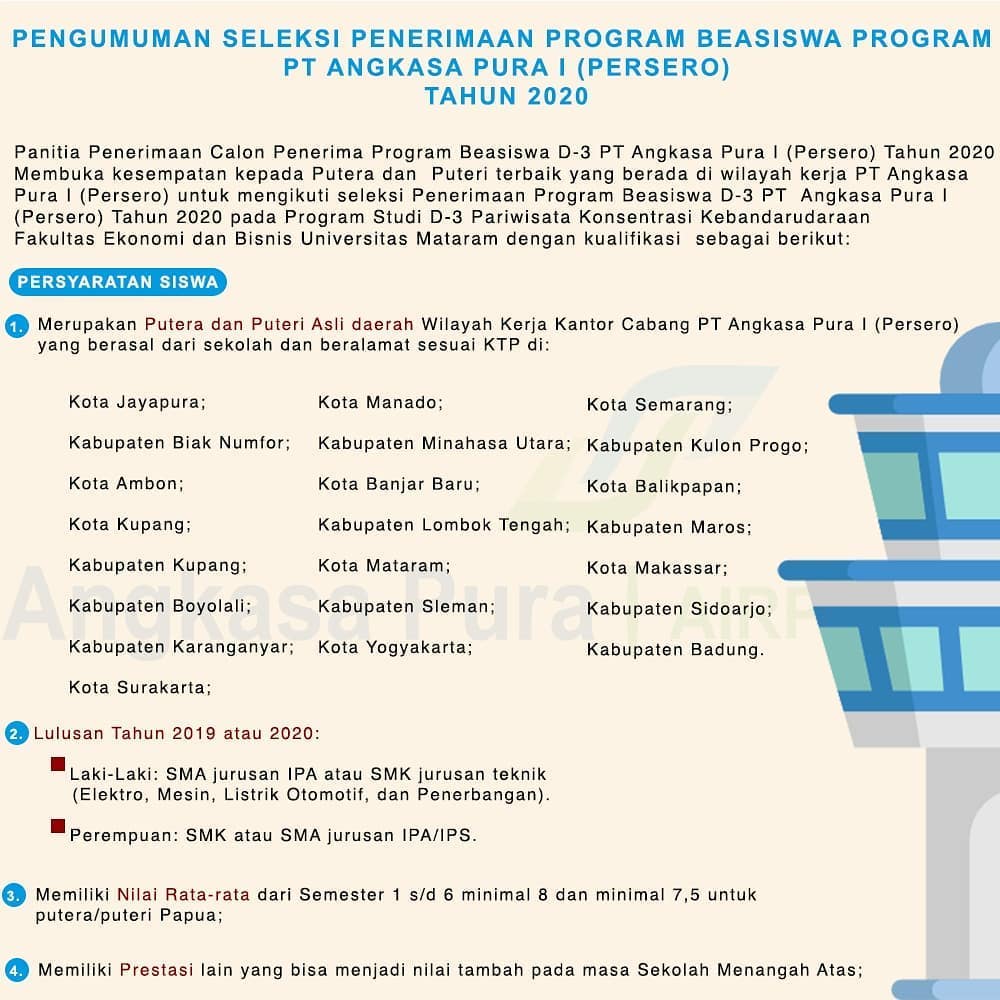 PENGUMUMAN SELEKSI PENERIMAAN PROGRAM BEASISWA PROGRAM
PT ANGKASA PURA I (PERSERO)
TAHUN 2020
Panitia Penerimaan Calon Penerima Program Beasiswa D-3 PT Angkasa Pura I (Persero) Tahun 2020
Membuka kesempatan kepada Putera dan Puteri terbaik yang berada di wilayah kerja PT Angkasa
Pura I (Persero) untuk mengikuti seleksi Penerimaan Program Beasiswa D-3 PT Angkasa Pura I
(Persero) Tahun 2020 pada Program Studi D-3 Pariwisata Konsentrasi Kebandarudaraan
Fakultas Ekonomi dan Bisnis Universitas Mataram dengan kualifikasi sebagai berikut:
PERSYARATAN SISWA
1. Merupakan Putera dan Puteri Asli daerah Wilayah Kerja Kantor Cabang PT Angkasa Pura I (Persero)
yang berasal dari sekolah dan beralamat sesuai KTP di:
Kota Jayapura;
Kabupaten Biak Numfor;
Kota Ambon;
Kota Kupang;
Kabupaten Kupang;
Kabupaten Boyolali;
Kabupaten Karanganyar;
Kota Surakarta;
Kota Manado;
Kabupaten Minahasa Utara;
Kota Banjar Baru;
Kabupaten Lombok Tengah;
Kota Mataram;
Kabupaten Sleman;
Kota Yogyakarta;
Kota Semarang;
Kabupaten Kulon Progo;
Kota Balikpapan;
Kabupaten Maros;
Kota Makassar;
Kabupaten Sidoarjo;
Kabupaten Badung.
Angkasa Pura | AIRP
2. Lulusan Tahun 2019 atau 2020:
Laki-Laki: SMA jurusan IPA atau SMK jurusan teknik
(Elektro, Mesin, Listrik Otomotif, dan Penerbangan).
Perempuan: SMK atau SMA jurusan IPA/IPS.
3. Memiliki Nilai Rata-rata dari Semester 1 s/d 6 minimal 8 dan minimal 7,5 untuk
putera/puteri Papua;
4. Memiliki Prestasi lain yang bisa menjadi nilai tambah pada masa Sekolah Menangah Atas;